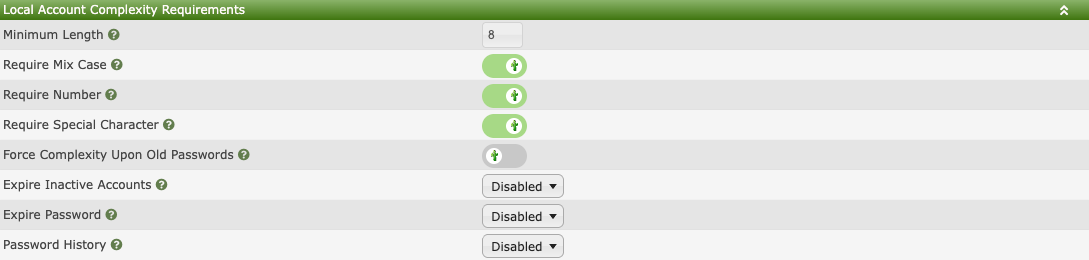 Local Account Complexity Requirements
Minimum Length ?
8
Require Mix Case ?
Require Number ?
Require Special Character ?
Force Complexity Upon Old Passwords ?
Expire Inactive Accounts ?
Disabled
Expire Password ?
Disabled
Password History ?
Disabled